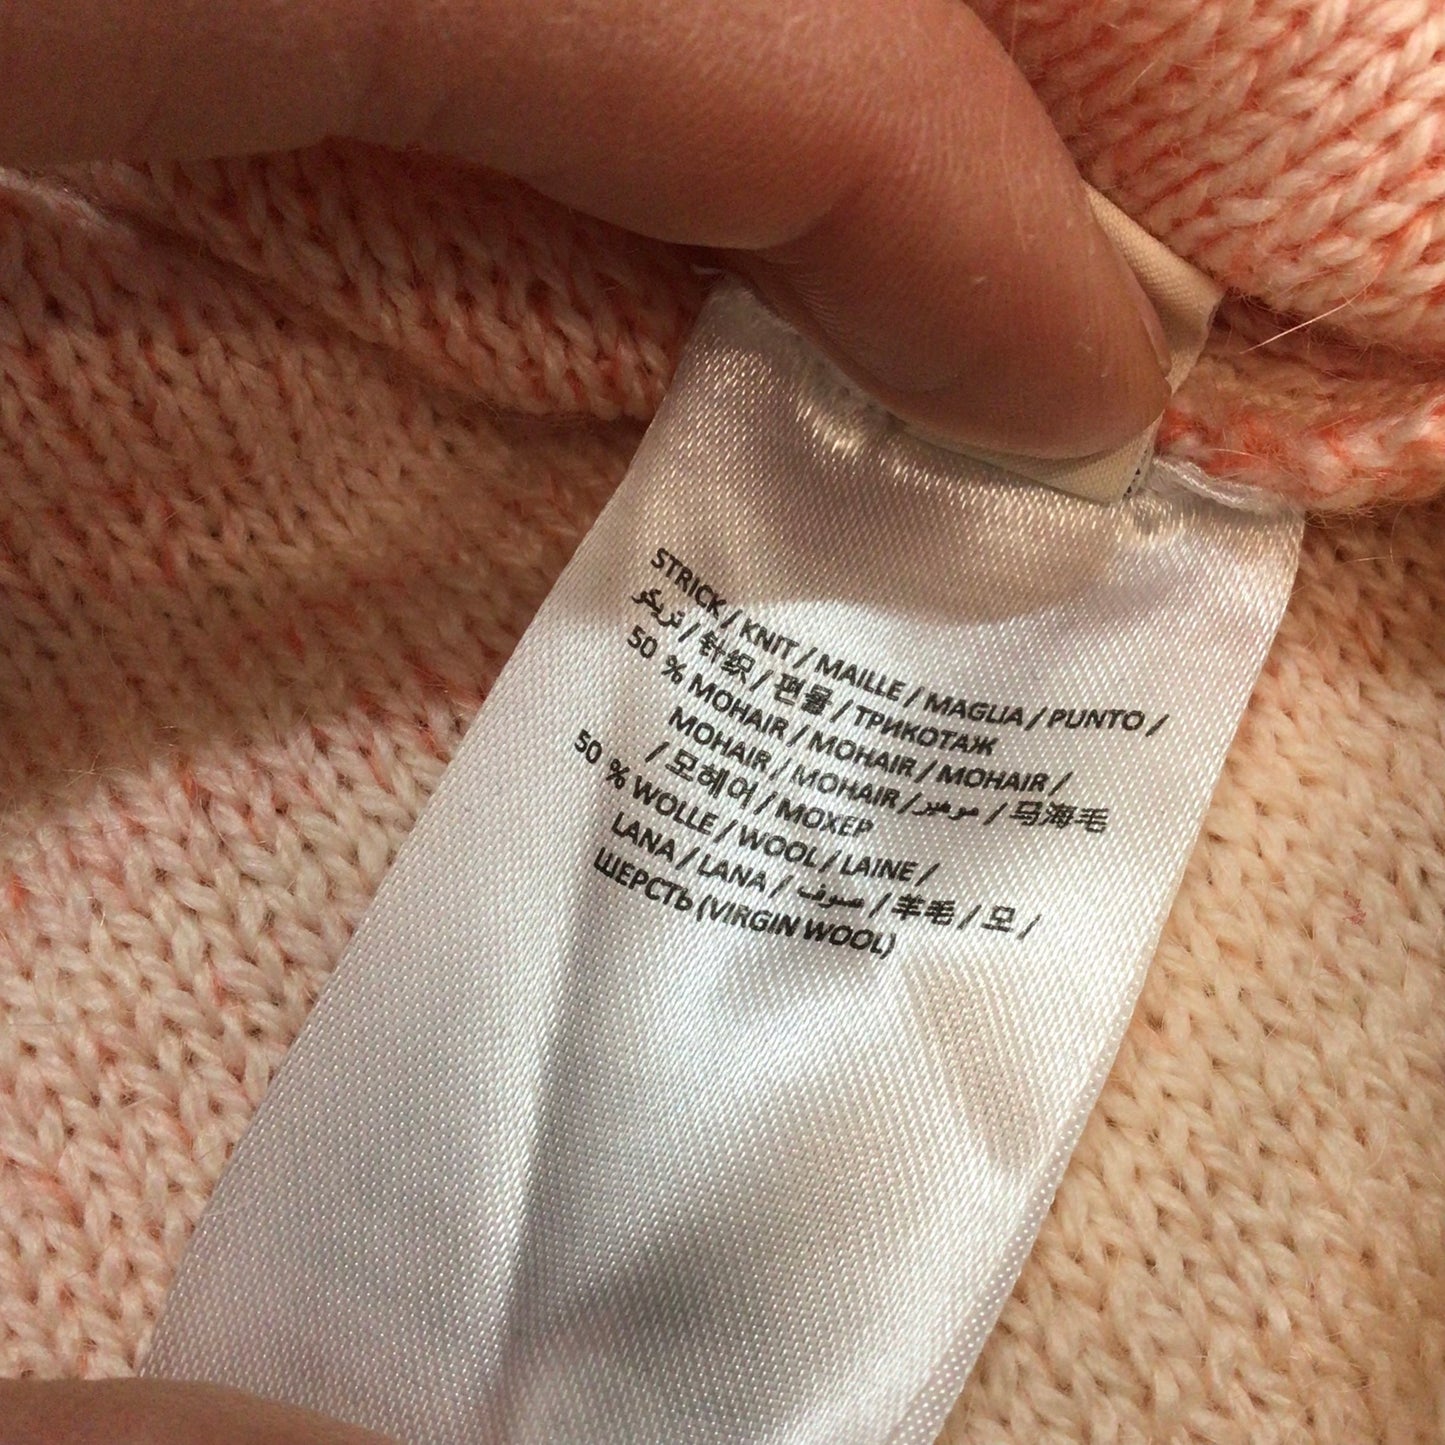 STRICK / KNIT / MAILLE / MAGLIA / PUNTO /
تريكو / 针织 / 편물 / ТРИКОТАЖ
50 % MOHAIR / MOHAIR / MOHAIR /
MOHAIR / MOHAIR / موهير / 马海毛
/ 모헤어 / МОХЕР
50 % WOLLE / WOOL / LAINE /
LANA / LANA / صوف / 羊毛 / 모 /
ШЕРСТЬ (VIRGIN WOOL)